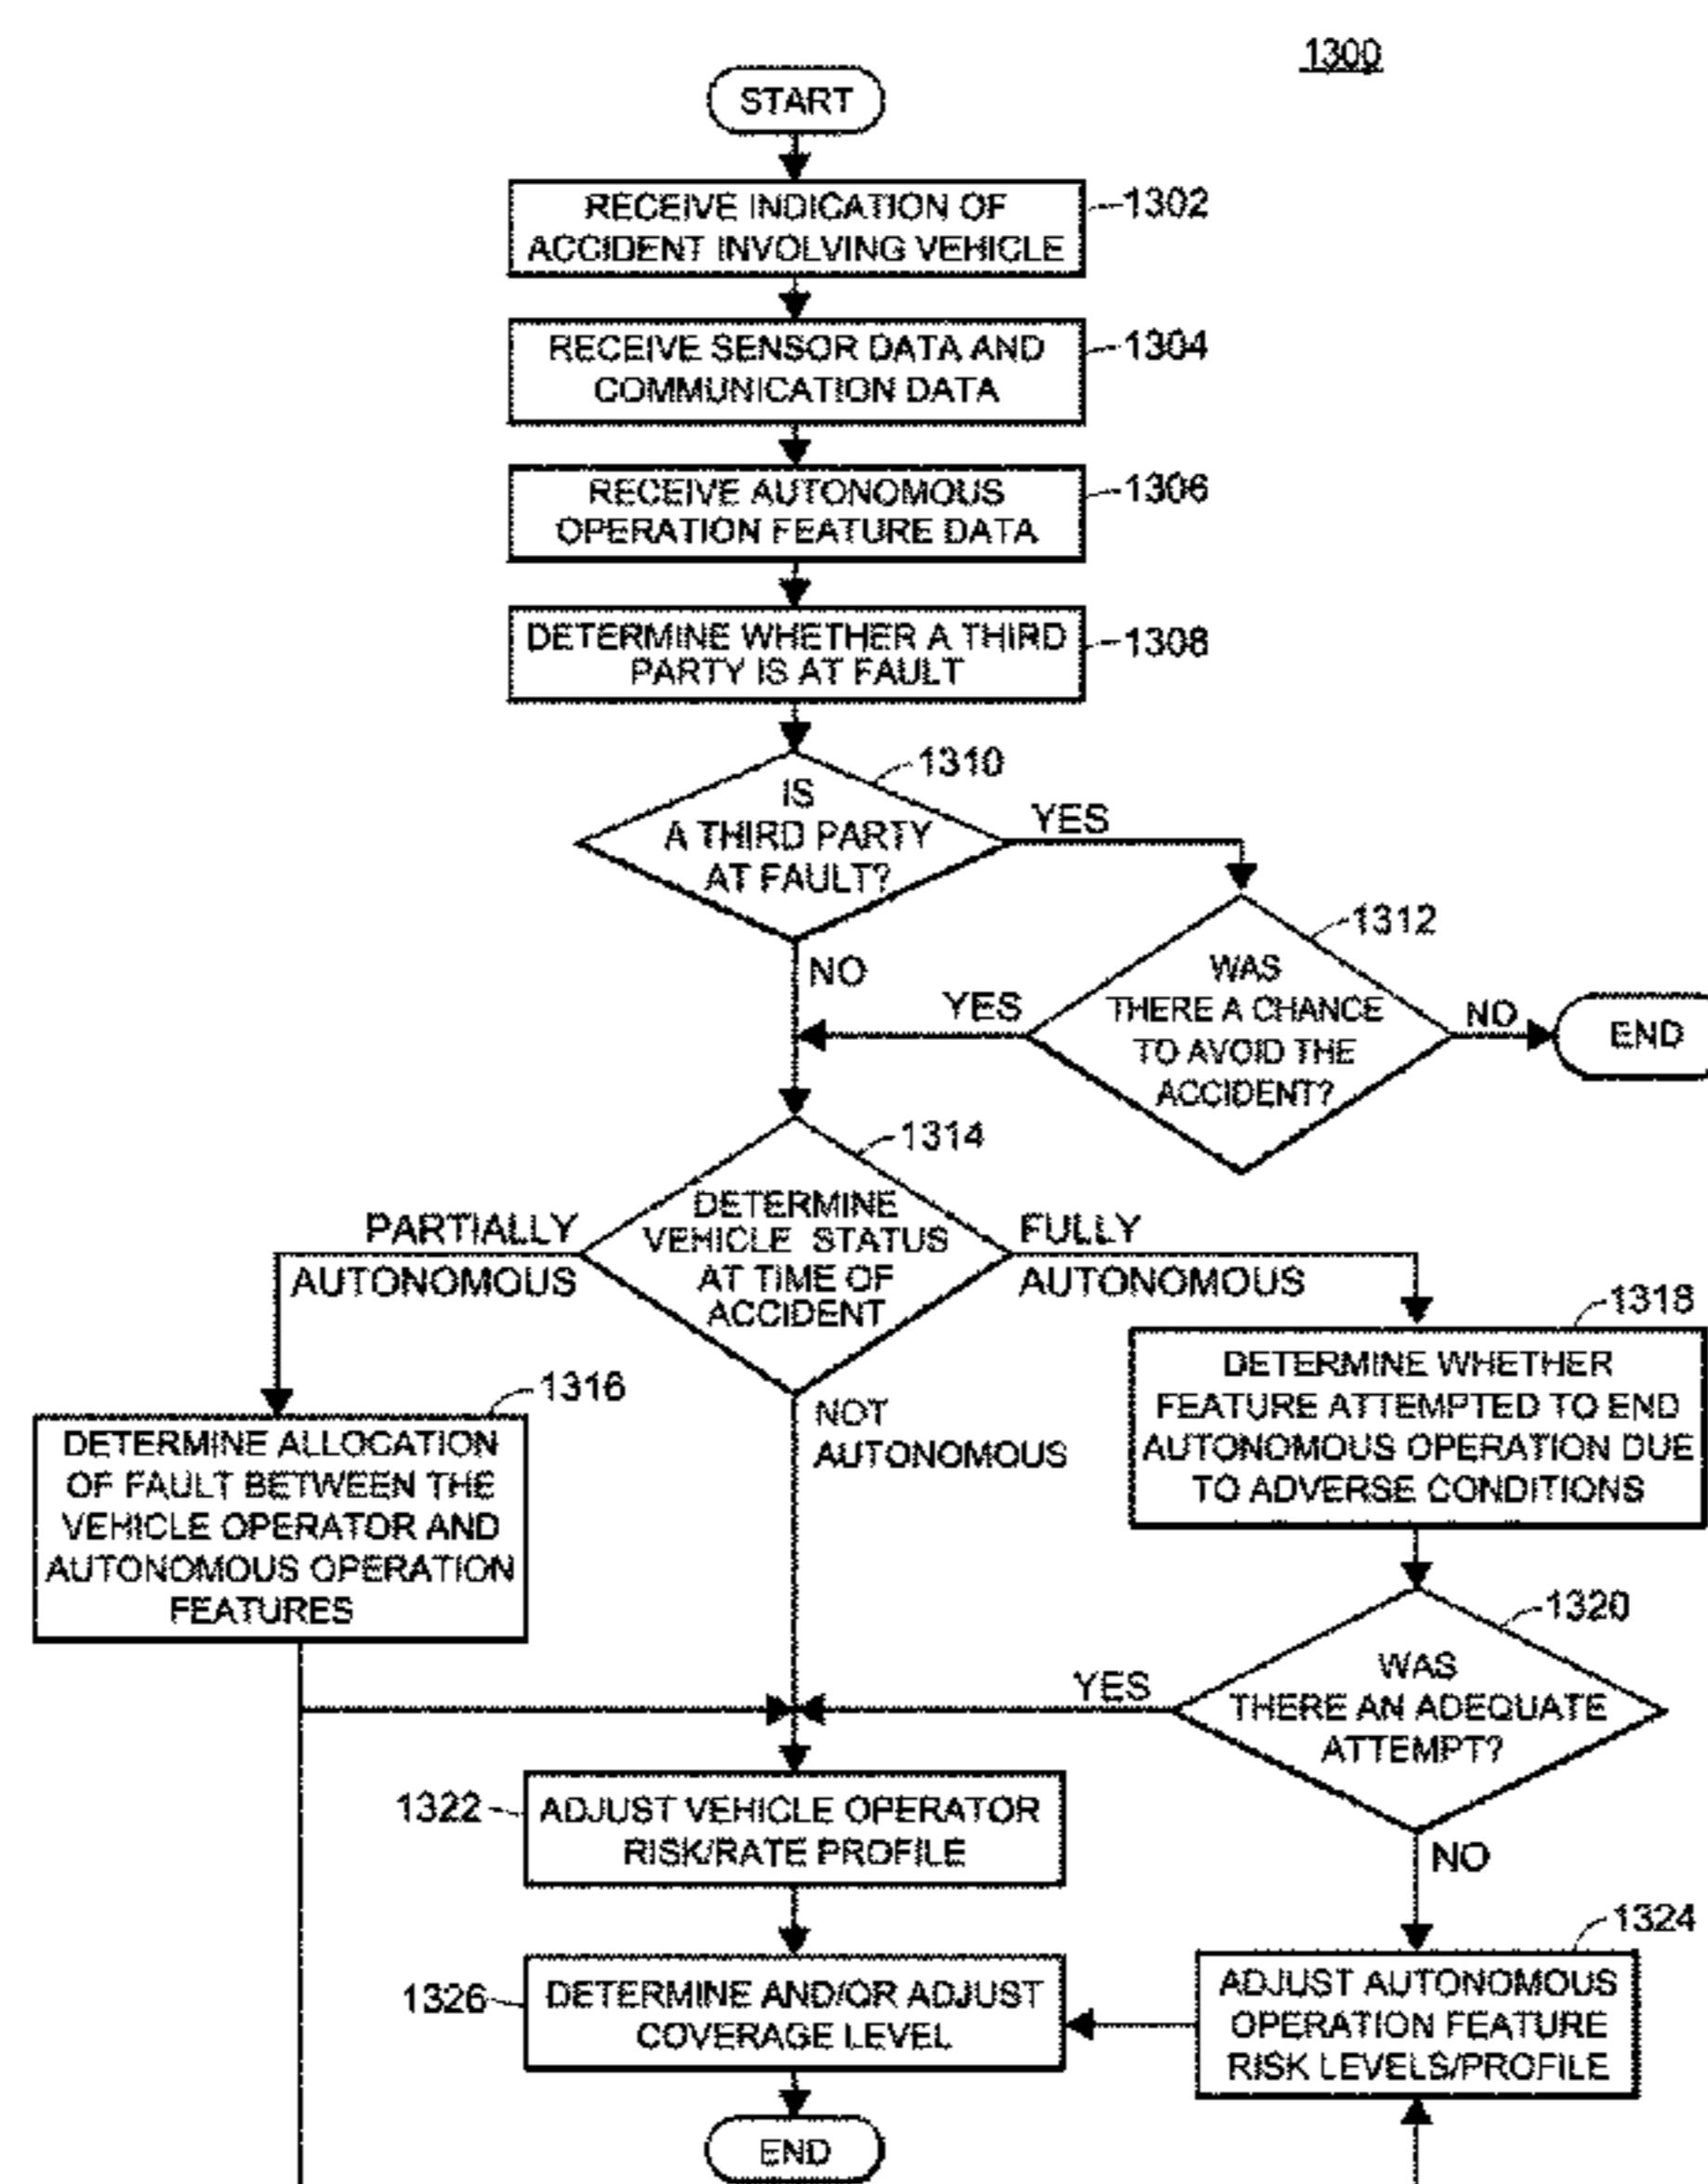 1300
START
RECEIVE INDICATION OF
ACCIDENT INVOLVING VEHICLE
1302
RECEIVE SENSOR DATA AND
COMMUNICATION DATA
1304
RECEIVE AUTONOMOUS
OPERATION FEATURE DATA
1306
DETERMINE WHETHER A THIRD
PARTY IS AT FAULT
1308
1310
IS
A THIRD PARTY
AT FAULT?
YES
NO
1312
WAS
THERE A CHANCE
TO AVOID THE
ACCIDENT?
YES
NO
END
1314
DETERMINE
VEHICLE STATUS
AT TIME OF
ACCIDENT
PARTIALLY
AUTONOMOUS
FULLY
AUTONOMOUS
NOT
AUTONOMOUS
1316
DETERMINE ALLOCATION
OF FAULT BETWEEN THE
VEHICLE OPERATOR AND
AUTONOMOUS OPERATION
FEATURES
1318
DETERMINE WHETHER
FEATURE ATTEMPTED TO END
AUTONOMOUS OPERATION DUE
TO ADVERSE CONDITIONS
1320
WAS
THERE AN ADEQUATE
ATTEMPT?
YES
NO
1322
ADJUST VEHICLE OPERATOR
RISK/RATE PROFILE
1324
ADJUST AUTONOMOUS
OPERATION FEATURE
RISK LEVELS/PROFILE
1326
DETERMINE AND/OR ADJUST
COVERAGE LEVEL
END